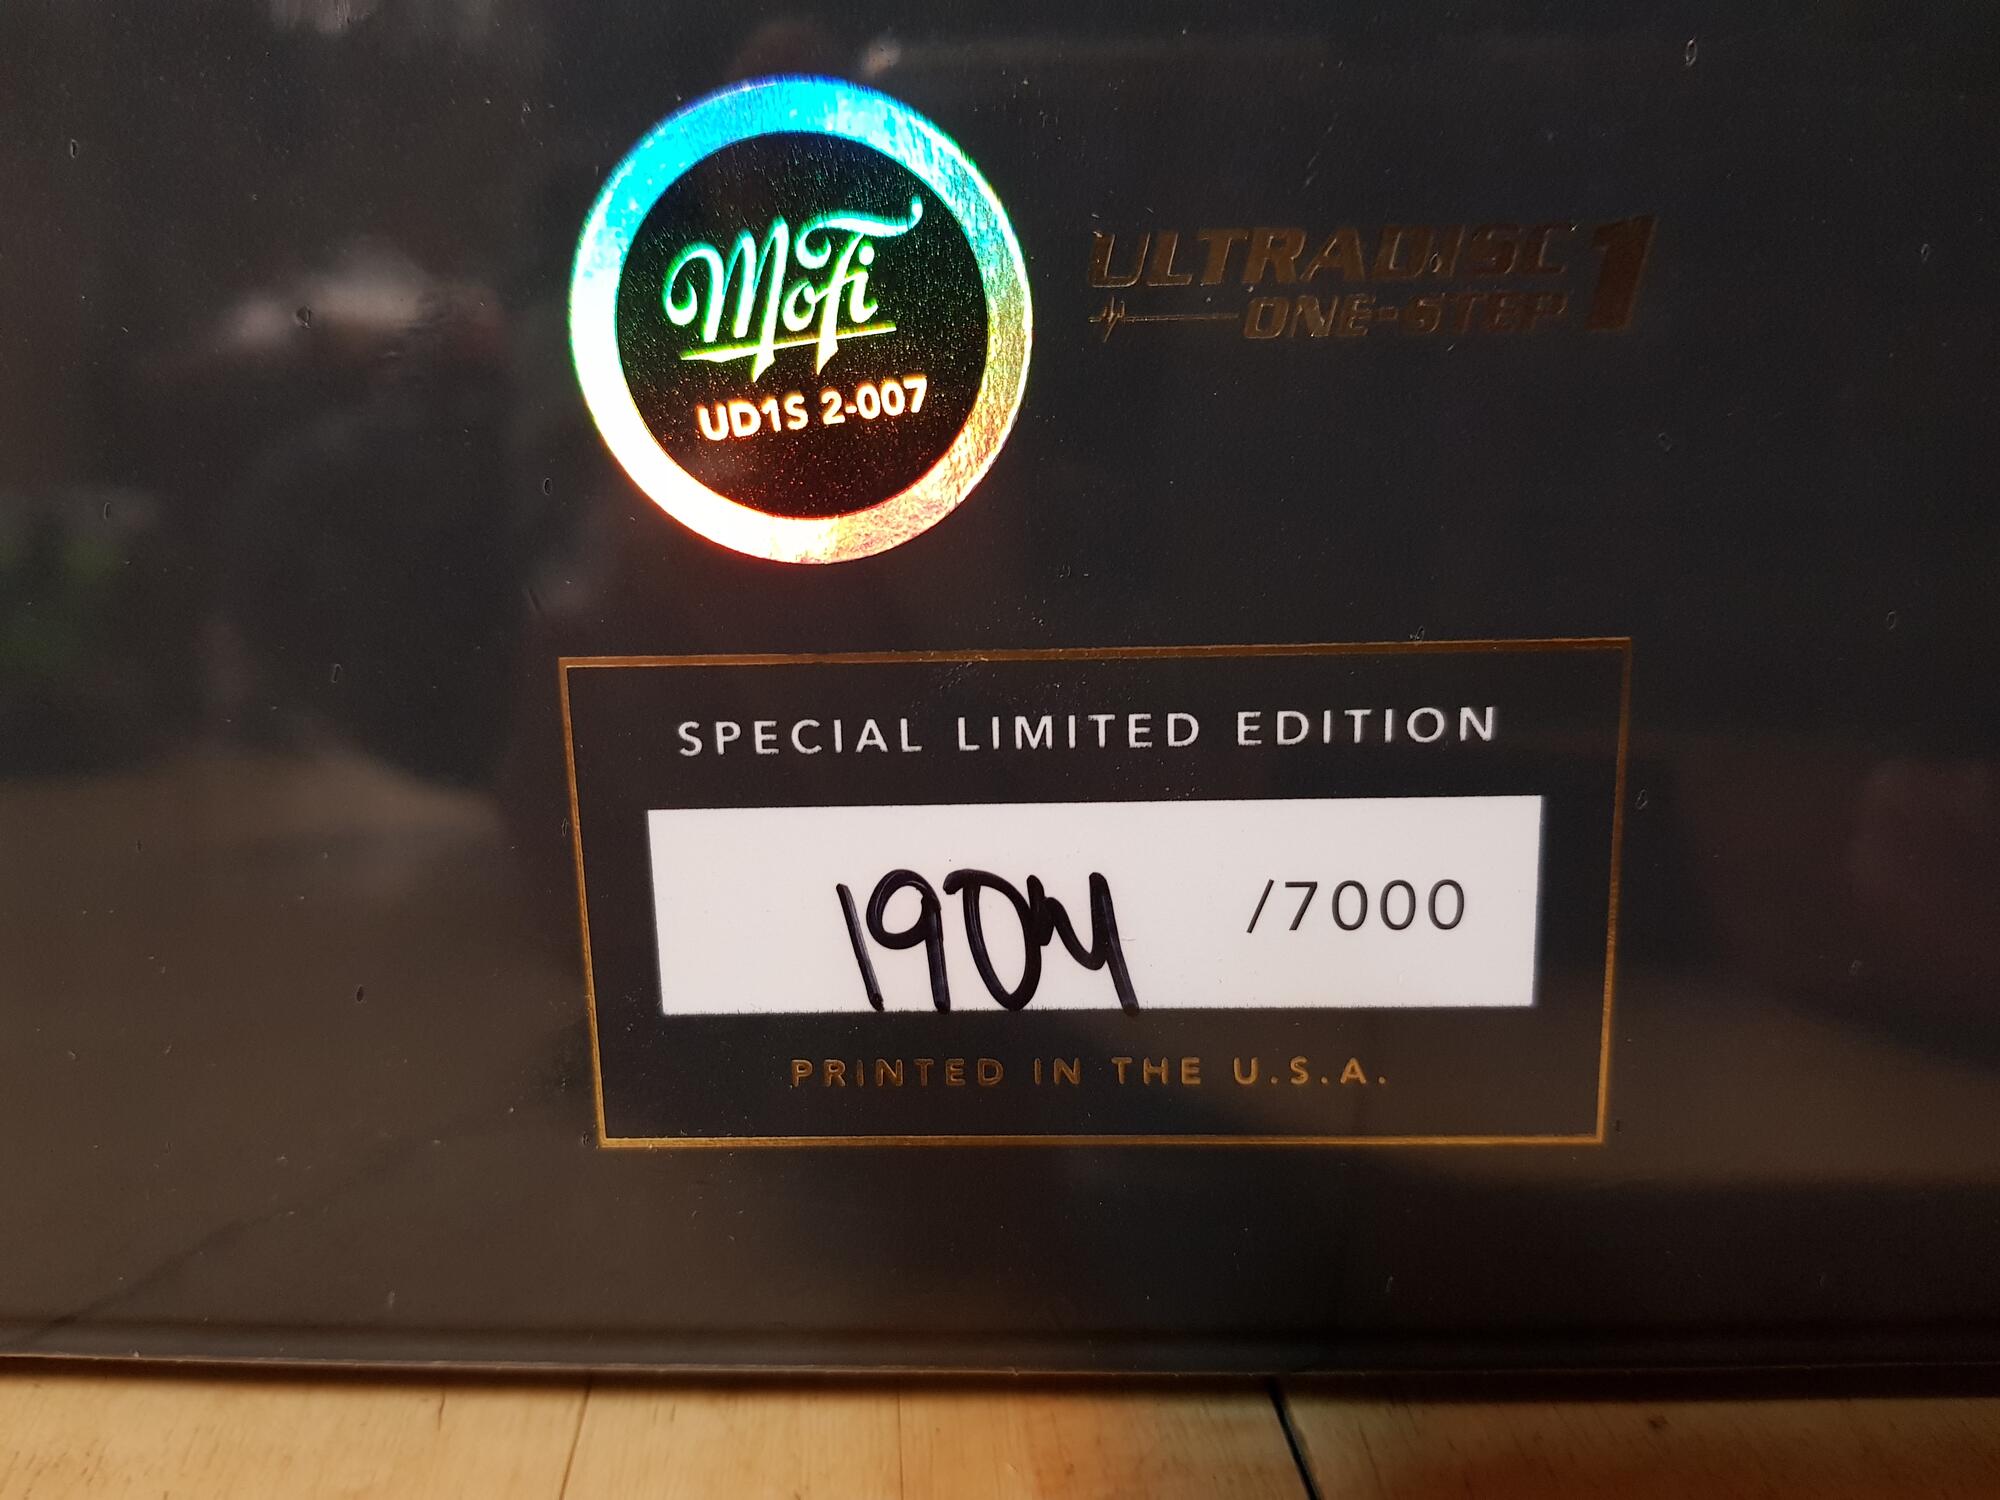 MoFi
UD1S 2-007
ULTRADISC 1
ONE-STEP
SPECIAL LIMITED EDITION
1904 /7000
PRINTED IN THE U.S.A.